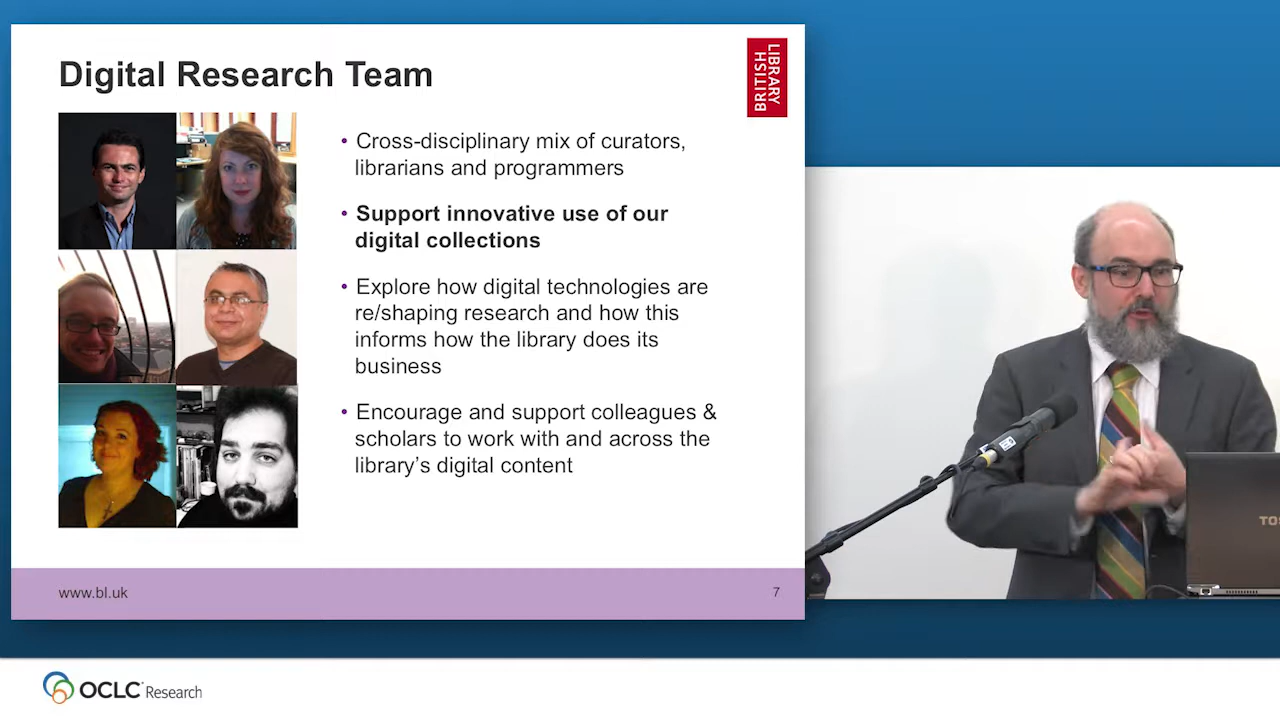 Digital Research Team
LIBRARY
BRITISH
• Cross-disciplinary mix of curators,
librarians and programmers
• Support innovative use of our
digital collections
• Explore how digital technologies are
re/shaping research and how this
informs how the library does its
business
• Encourage and support colleagues &
scholars to work with and across the
library’s digital content
www.bl.uk
7
TOS
OCLC Research